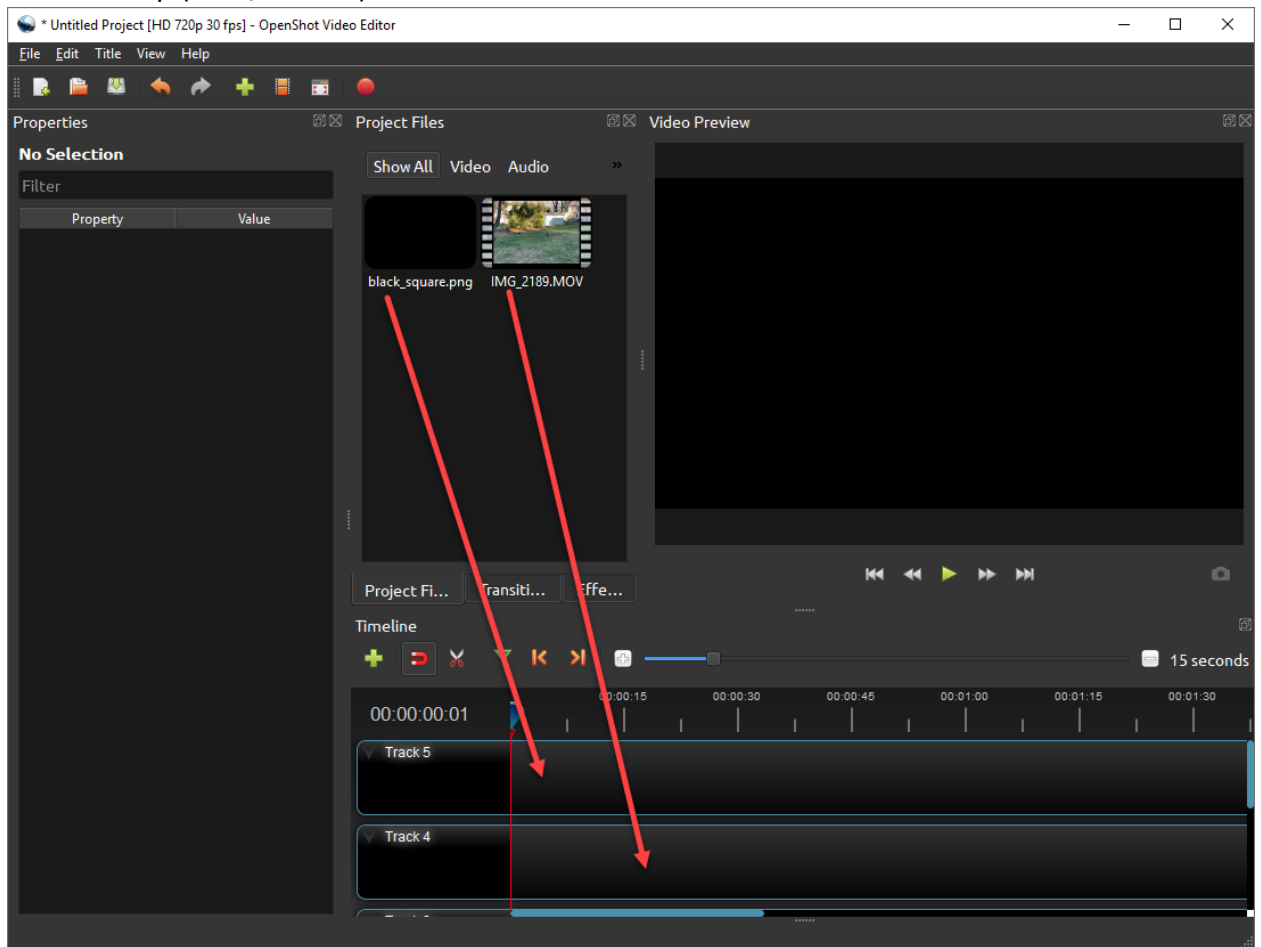 * Untitled Project [HD 720p 30 fps] - OpenShot Video Editor
File Edit Title View Help
Properties
No Selection
Filter
Property Value
Project Files
Show All Video Audio »
black_square.png IMG_2189.MOV
Project Fi... Transiti... Effe...
Video Preview
Timeline
15 seconds
00:00:00:01
00:00:15 00:00:30 00:00:45 00:01:00 00:01:15 00:01:30
Track 5
Track 4